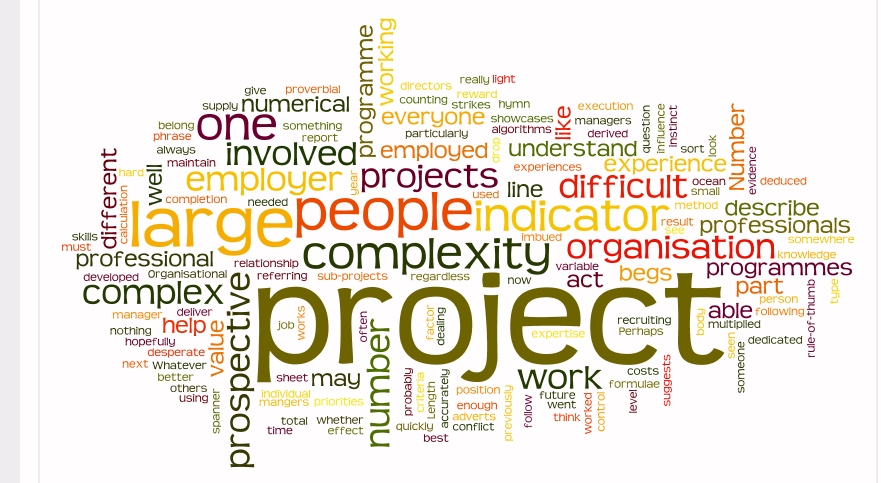 programme
working
give
proverbial
directors
really
light
supply
numerical
counting
reward
strikes
hymn
execution
belong
one
something
everyone
showcases
like
managers
question
influence
instinct
Number
phrase
report
particularly
algorithms
derived
always
involved
employed
drop
understand
sort
look
evidence
different
hard
well
maintain
employer
year
projects
experiences
experience
calculation
completion
needed
used
line
difficult
ocean
small
deduced
large
people
indicator
method
describe
result
see
professionals
skills
must
imbued
somewhere
professional
complexity
organisation
knowledge
developed
Organisational
relationship
referring
sub-projects
regardless
now
variable
act
begs
programmes
complex
prospective
project
part
person
type
manager
deliver
able
following
nothing
help
value
job
works
often
number
factor
dealing
expertise
recruiting
Perhaps
body
multiplied
rule-of-thumb
hopefully
desperate
seen
someone
dedicated
next
Whatever
better
sheet
may
work
costs
formulae
suggests
others
using
spanner
individual
mangers
priorities
probably
criteria
Length
accurately
position
previously
future
went
follow
worked
control
level
enough
adverts
think
total
time
whether
effect
quickly
conflict
best